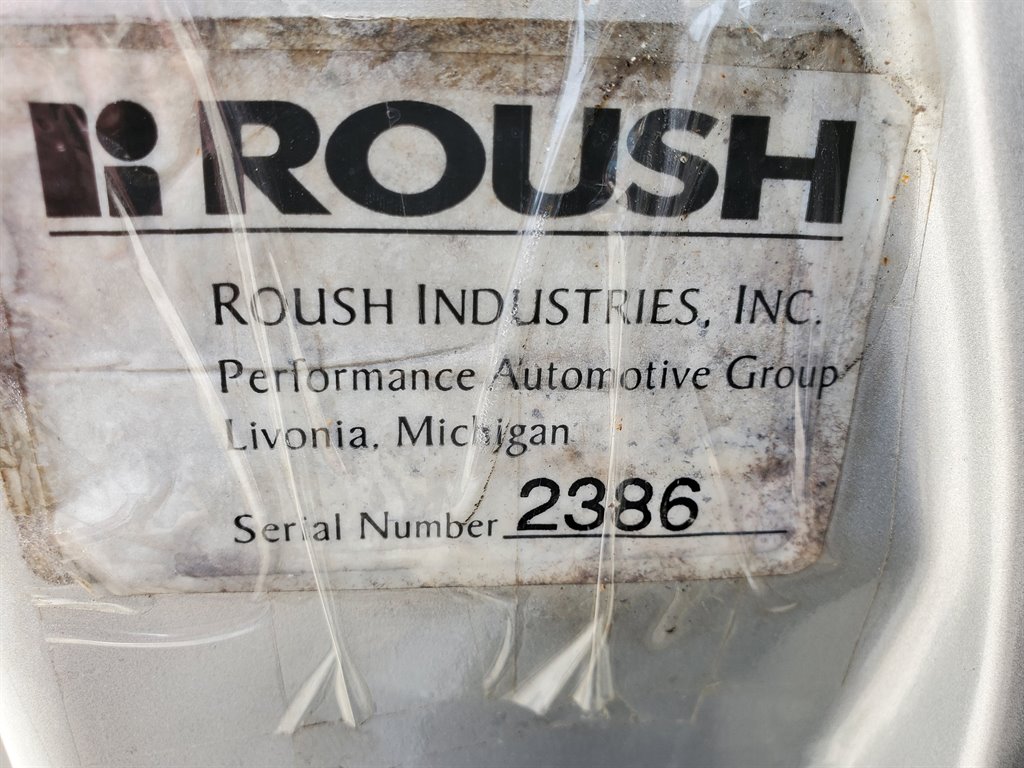 ROUSH
ROUSH INDUSTRIES, INC.
Performance Automotive Group
Livonia, Michigan
Serial Number 2386